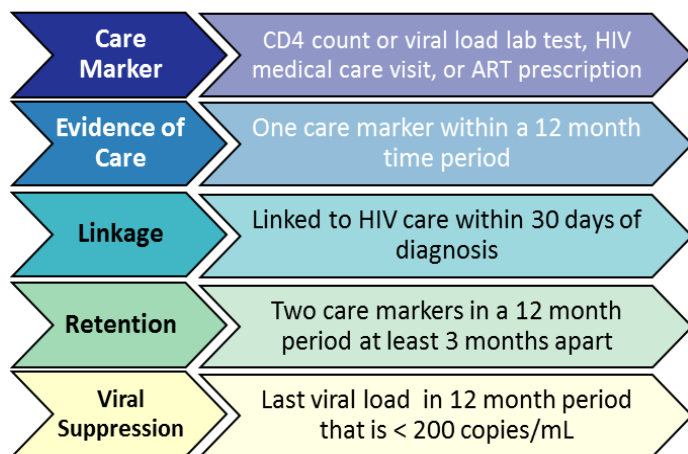 Care
Marker
CD4 count or viral load lab test, HIV
medical care visit, or ART prescription
Evidence of
Care
One care marker within a 12 month
time period
Linkage
Linked to HIV care within 30 days of
diagnosis
Retention
Two care markers in a 12 month
period at least 3 months apart
Viral
Suppression
Last viral load in 12 month period
that is < 200 copies/mL